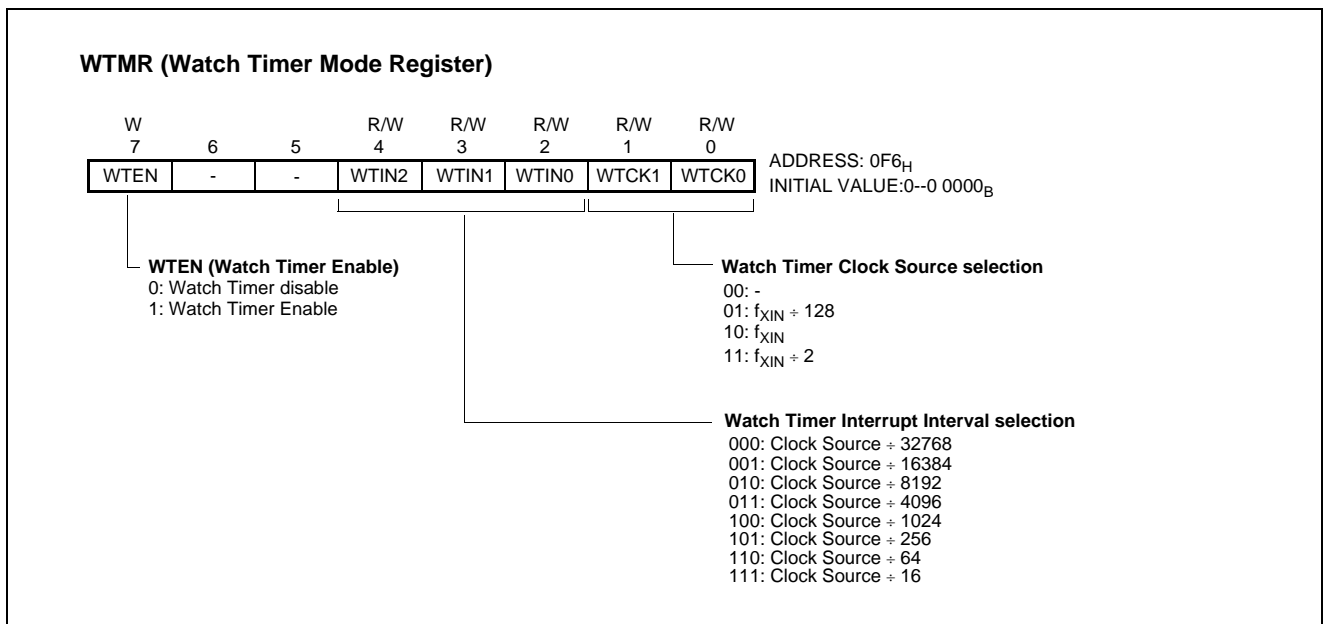 WTMR (Watch Timer Mode Register)
W R/W R/W R/W R/W R/W
7 6 5 4 3 2 1 0
WTEN - - WTIN2 WTIN1 WTIN0 WTCK1 WTCK0
ADDRESS: 0F6H
INITIAL VALUE:0--0 0000B
WTEN (Watch Timer Enable)
0: Watch Timer disable
1: Watch Timer Enable
Watch Timer Clock Source selection
00: -
01: fXIN ÷ 128
10: fXIN
11: fXIN ÷ 2
Watch Timer Interrupt Interval selection
000: Clock Source ÷ 32768
001: Clock Source ÷ 16384
010: Clock Source ÷ 8192
011: Clock Source ÷ 4096
100: Clock Source ÷ 1024
101: Clock Source ÷ 256
110: Clock Source ÷ 64
111: Clock Source ÷ 16